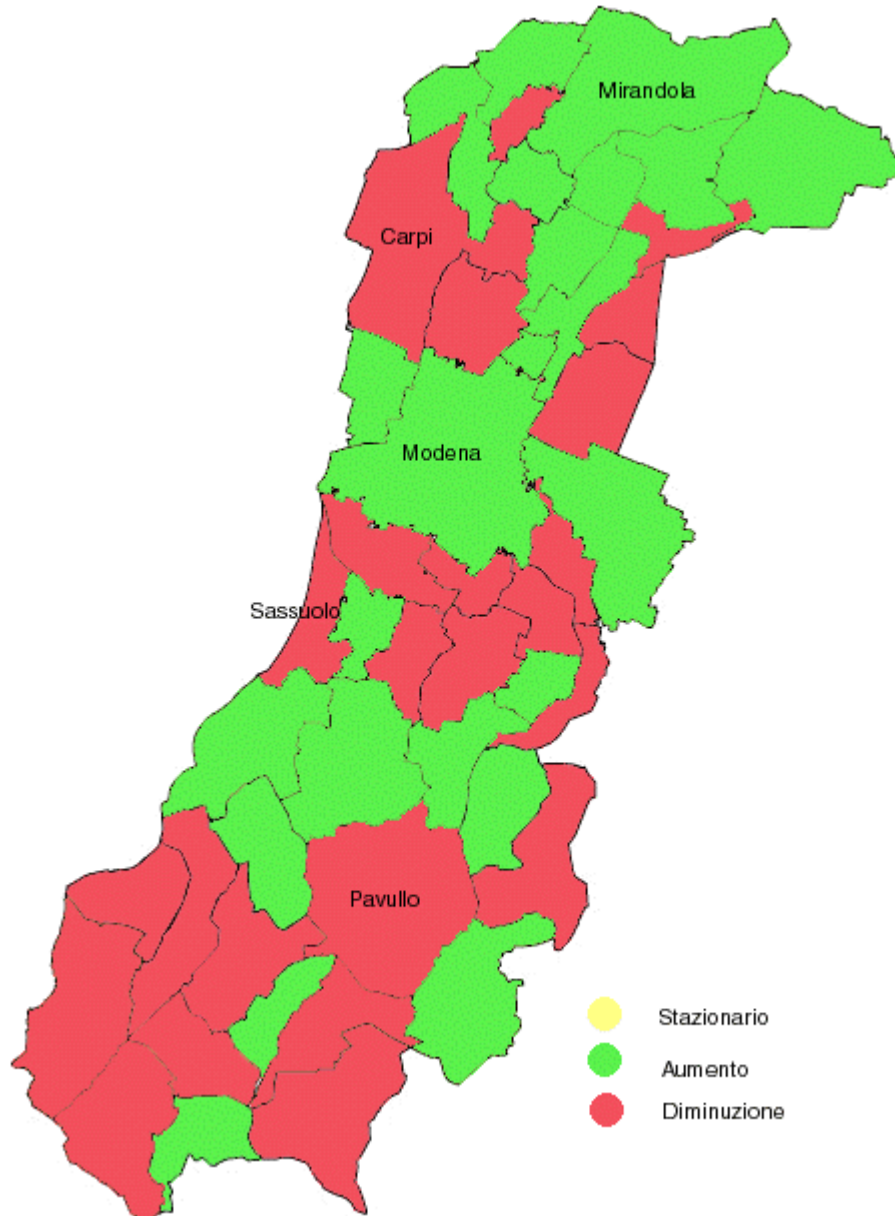 Mirandola
Carpi
Modena
Sassuolo
Pavullo
Stazionario
Aumento
Diminuzione